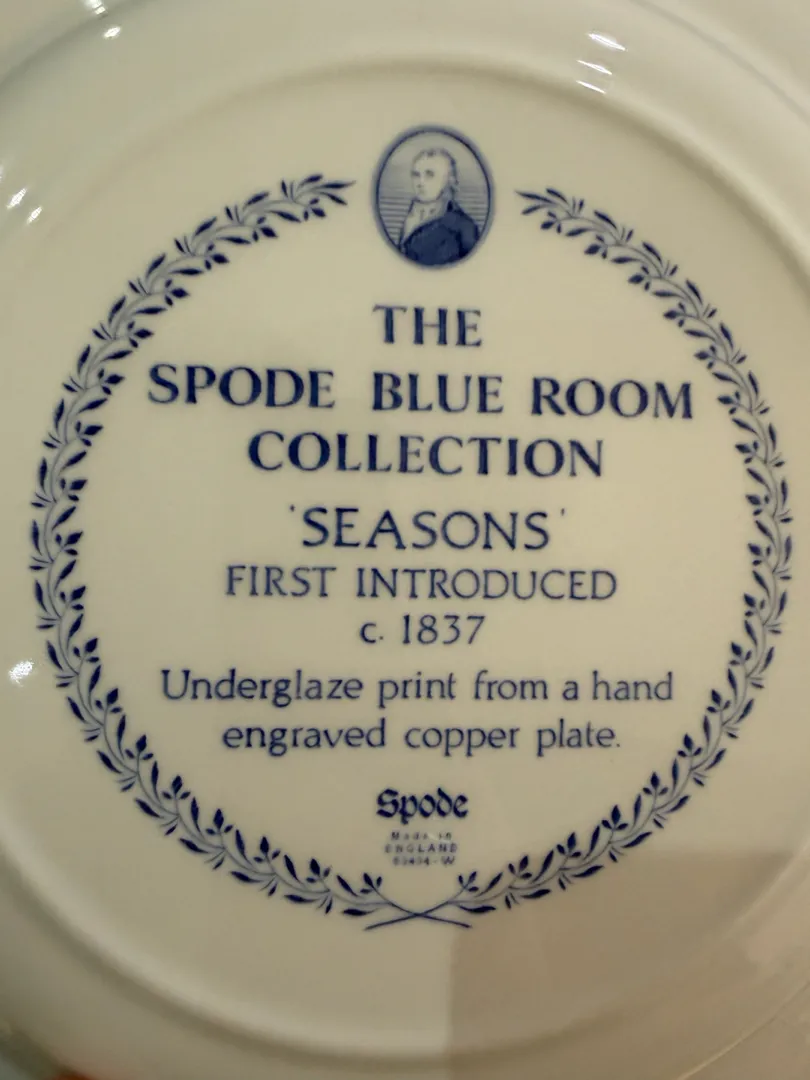 THE
SPODE BLUE ROOM
COLLECTION
'SEASONS'
FIRST INTRODUCED
c. 1837
Underglaze print from a hand
engraved copper plate.
Spode
Made in
ENGLAND